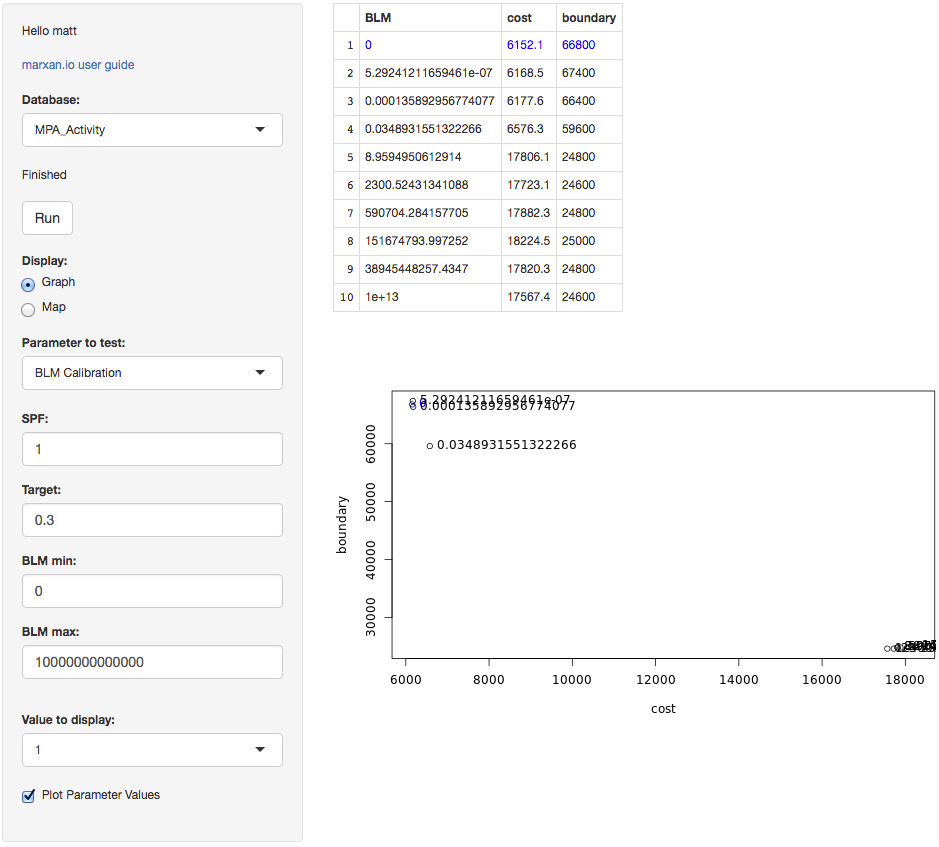 Hello matt
marxan.io user guide
Database:
MPA_Activity
Finished
Run
Display:
Graph
Map
Parameter to test:
BLM Calibration
SPF:
1
Target:
0.3
BLM min:
0
BLM max:
10000000000000
Value to display:
1
Plot Parameter Values
BLM cost boundary
1 0 6152.1 66800
2 5.29241211659461e-07 6168.5 67400
3 0.000135892956774077 6177.6 66400
4 0.0348931551322266 6576.3 59600
5 8.9594950612914 17806.1 24800
6 2300.52431341088 17723.1 24600
7 590704.284157705 17882.3 24800
8 151674793.997252 18224.5 25000
9 38945448257.4347 17820.3 24800
10 1e+13 17567.4 24600
5.29241211659461e-07
0
0.000135892956774077
0.0348931551322266
60000
50000
40000
30000
boundary
6000 8000 10000 12000 14000 16000 18000
cost